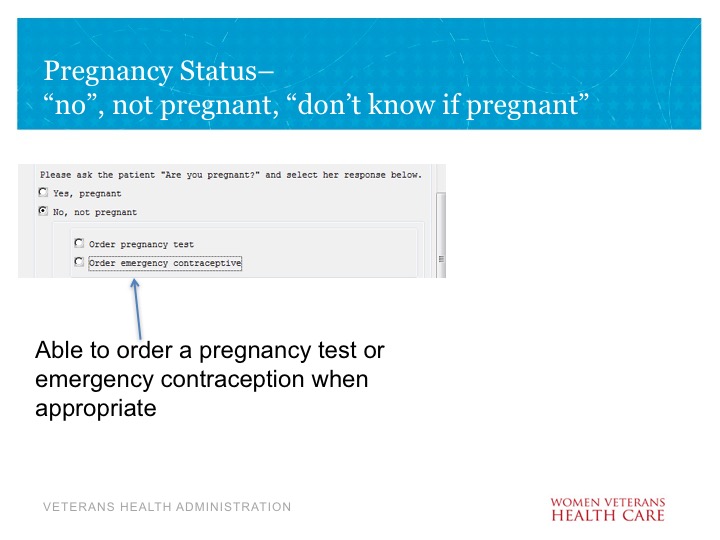 Pregnancy Status–
“no”, not pregnant, “don’t know if pregnant”
Please ask the patient "Are you pregnant?" and select her response below.
Yes, pregnant
No, not pregnant
Order pregnancy test
Order emergency contraceptive
Able to order a pregnancy test or
emergency contraception when
appropriate
VETERANS HEALTH ADMINISTRATION
WOMEN VETERANS
HEALTH CARE